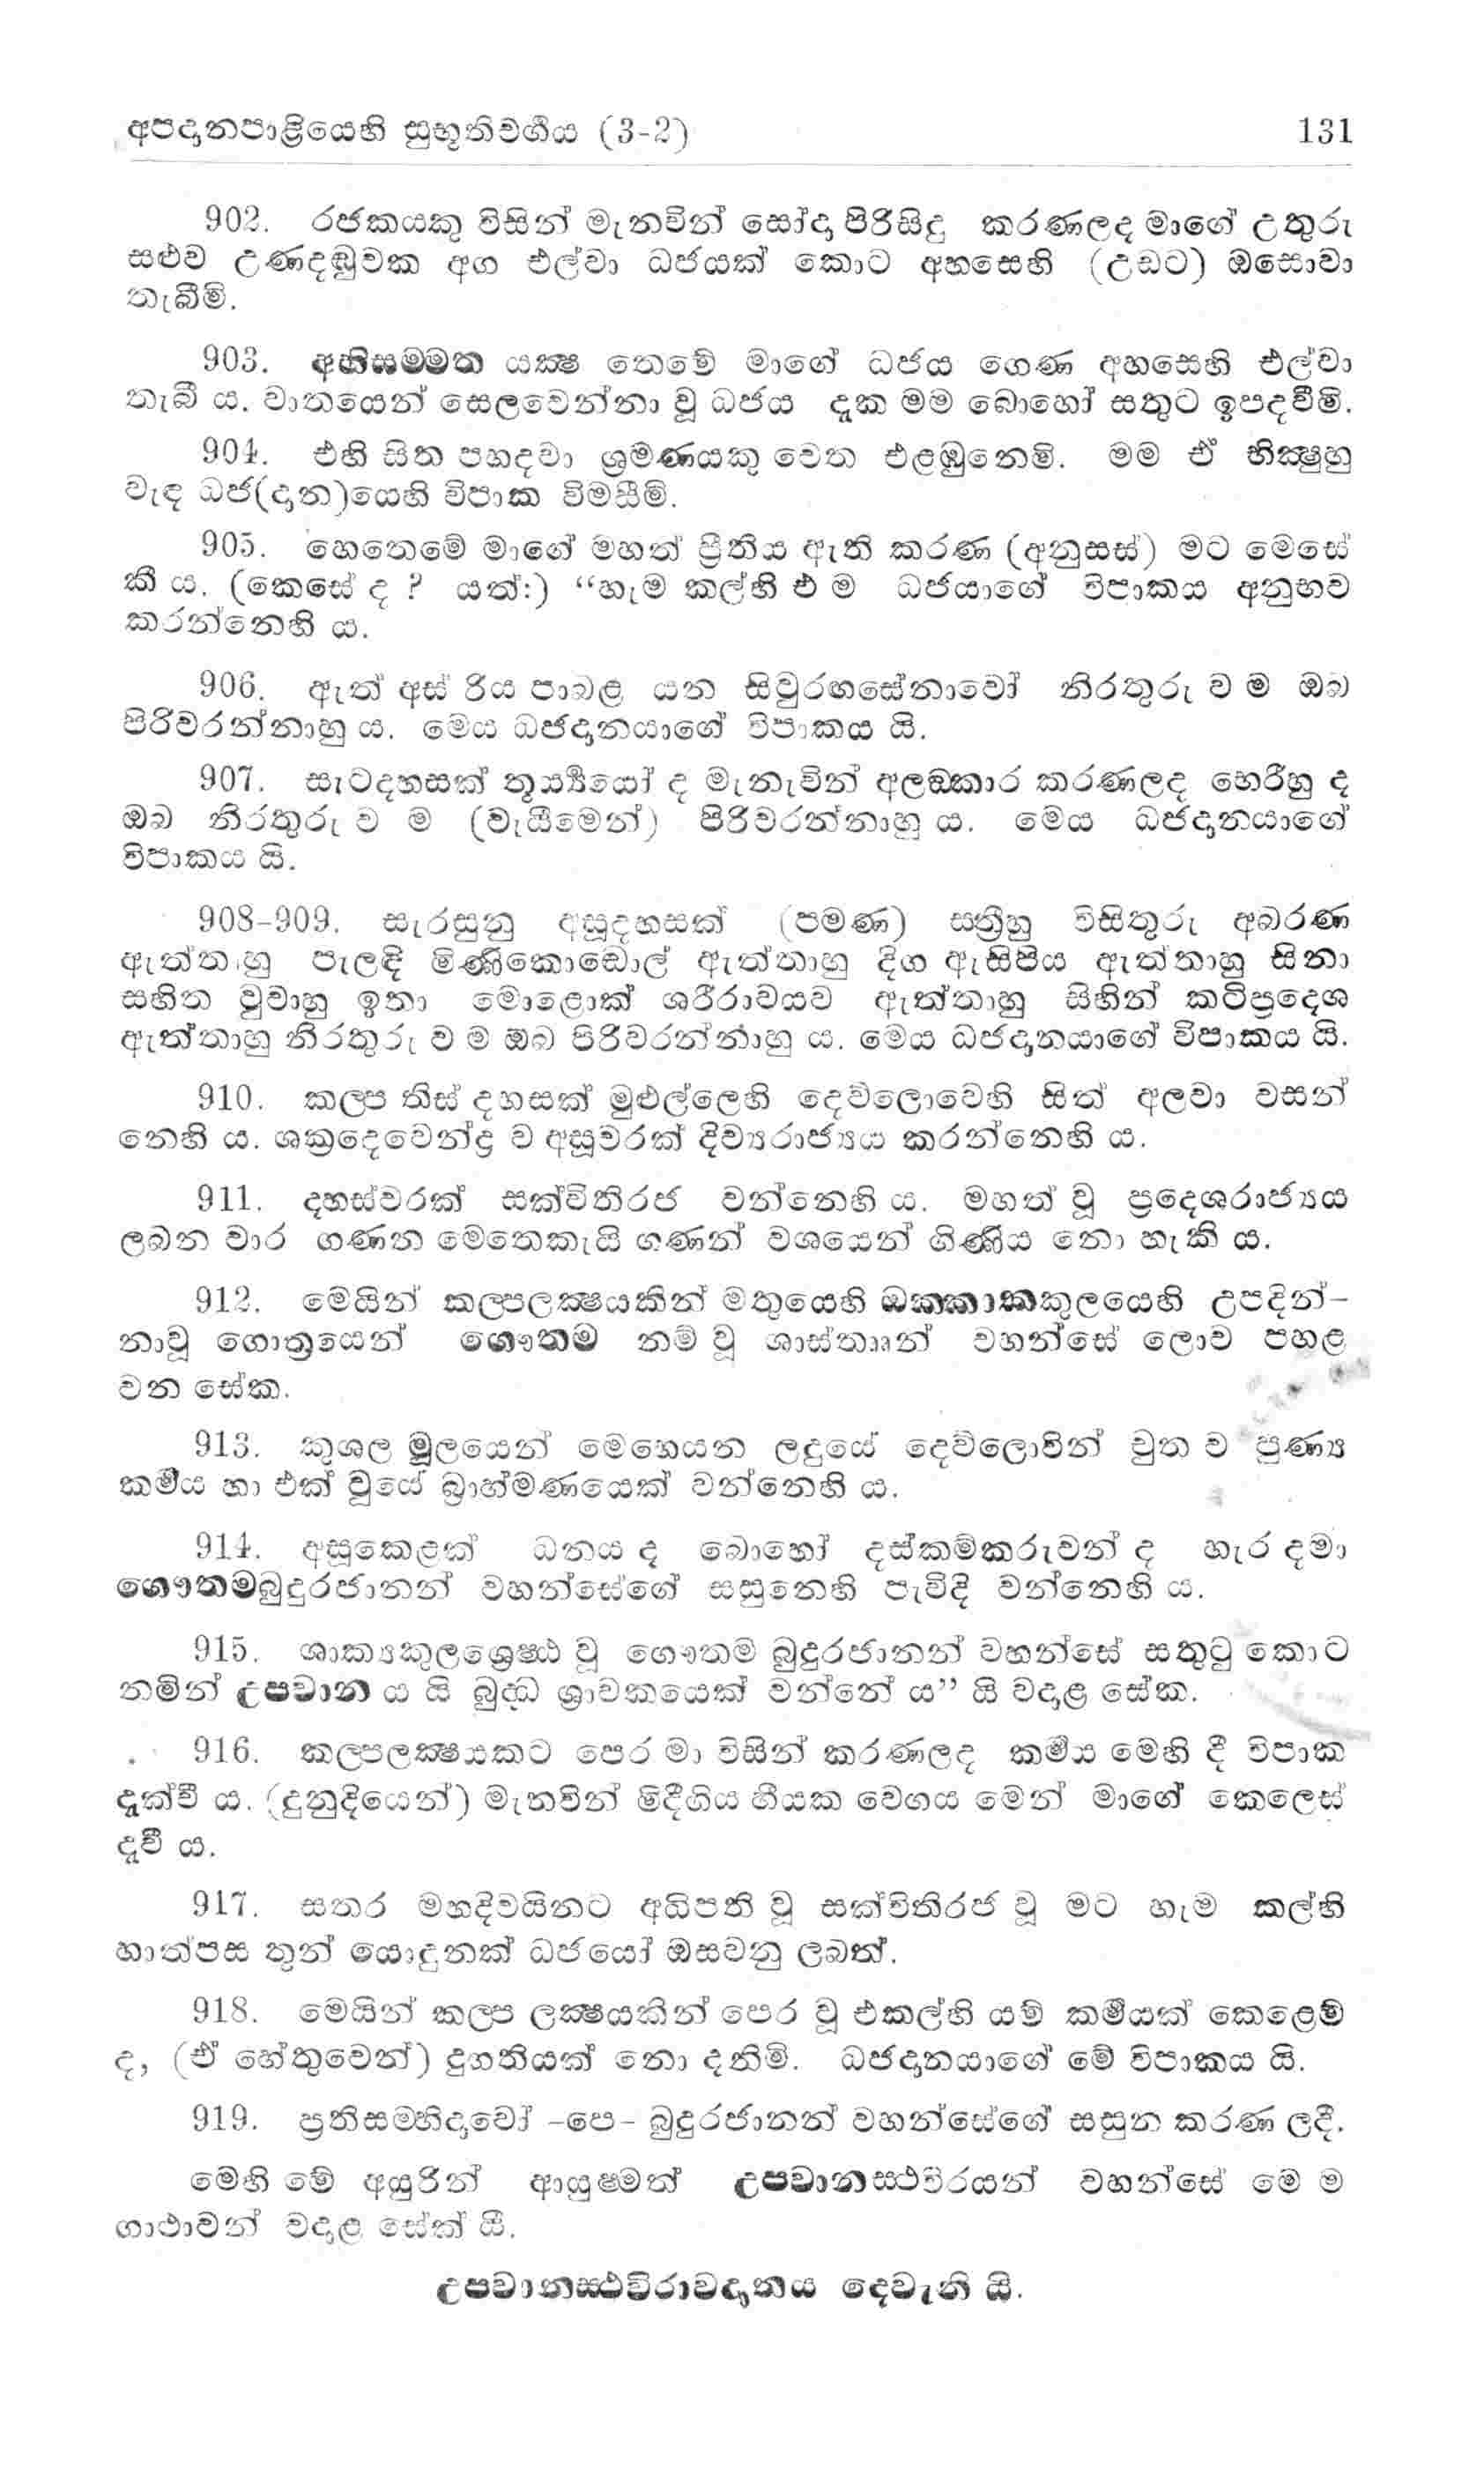 අපදානපාළියෙහි සුභූතිවර්‍ගය (3-2) 131
902. රජකයකු විසින් මැනවින් සෝදා පිරිසිදු කරණලද මාගේ උතුරු
සළුව උණදඬුවක අග එල්වා ධජයක් කොට අහසෙහි (උඩට) ඔසොවා
තැබීමි.
903. අභිසම්මත යක්‍ෂ තෙමේ මාගේ ධජය ගෙණ අහසෙහි එල්වා
තැබී ය. වාතයෙන් සෙලවෙන්නා වූ ධජය දැක මම බොහෝ සතුට ඉපදවීමි.
904. එහි සිත පහදවා ශ්‍රමණයකු වෙත එළඹුනෙමි. මම ඒ භික්‍ෂුහු
වැඳ ධජ(දාන)යෙහි විපාක විමසීමි.
905. හෙතෙමේ මාගේ මහත් ප්‍රීතිය ඇති කරණ (අනුසස්) මට මෙසේ
කී ය. (කෙසේ ද ? යත්:) “හැම කල්හි එ ම ධජයාගේ විපාකය අනුභව
කරන්නෙහි ය.
906. ඇත් අස් රිය පාබළ යන සිවුරඟසේනාවෝ නිරතුරු ව ම ඔබ
පිරිවරන්නාහු ය. මෙය ධජදානයාගේ විපාකය යි.
907. සැටදහසක් තූර්‍ය්‍යයෝ ද මැනැවින් අලඞ්කාර කරණලද භෙරීහු ද
ඔබ නිරතුරු ව ම (වැයීමෙන්) පිරිවරන්නාහු ය. මෙය ධජදානයාගේ
විපාකය යි.
908-909. සැරසුනු අසූදහසක් (පමණ) ස්ත්‍රීහු විසිතුරු අබරණ
ඇත්තාහු පැලඳි මිණිකොඬොල් ඇත්තාහු දිග ඇසිපිය ඇත්තාහු සිනා
සහිත වූවාහු ඉතා මොළොක් ශරීරාවයව ඇත්තාහු සිහින් කටිප්‍රදෙශ
ඇත්තාහු නිරතුරු ව ම ඔබ පිරිවරන්නාහු ය. මෙය ධජදානයාගේ විපාකය යි.
910. කල්ප තිස් දහසක් මුළුල්ලෙහි දෙව්ලොවෙහි සිත් අලවා වසන්
නෙහි ය. ශක්‍රදෙවෙන්ද්‍ර ව අසූවරක් දිව්‍යරාජ්‍යය කරන්නෙහි ය.
911. දහස්වරක් සක්විතිරජ වන්නෙහි ය. මහත් වූ ප්‍රදෙශරාජ්‍යය
ලබන වාර ගණන මෙතෙකැයි ගණන් වශයෙන් ගිණිය නො හැකි ය.
912. මෙයින් කල්පලක්‍ෂයකින් මතුයෙහි ඔක්කාකකුලයෙහි උපදින්-
නාවූ ගොත්‍රයෙන් ගෞතම නම් වූ ශාස්තෲන් වහන්සේ ලොව පහළ
වන සේක.
913. කුශල මූලයෙන් මෙහෙයන ලදුයේ දෙව්ලොවින් චුත ව පුණ්‍ය
කර්‍මය හා එක් වූයේ බ්‍රාහ්මණයෙක් වන්නෙහි ය.
914. අසූකෙළක් ධනය ද බොහෝ දස්කම්කරුවන් ද හැර දමා
ගෞතමබුදුරජානන් වහන්සේගේ සසුනෙහි පැවිදි වන්නෙහි ය.
915. ශාක්‍යකුලශ්‍රෙෂ්ඨ වූ ගෞතම බුදුරජානන් වහන්සේ සතුටු කොට
නමින් උපවාන ය යි බුද්ධ ශ්‍රාවකයෙක් වන්නේ ය” යි වදාළ සේක.
916. කල්පලක්‍ෂයකට පෙර මා විසින් කරණලද කර්‍මය මෙහි දී විපාක
දැක්වී ය. (දුනුදියෙන්) මැනවින් මිදීගිය හීයක වෙගය මෙන් මාගේ කෙලෙස්
දැවී ය.
917. සතර මහදිවයිනට අධිපති වූ සක්විතිරජ වූ මට හැම කල්හි
හාත්පස තුන් යොදුනක් ධජයෝ ඔසවනු ලබත්.
918. මෙයින් කල්ප ලක්‍ෂයකින් පෙර වූ එකල්හි යම් කර්‍මයක් කෙළෙම්
ද, (ඒ හේතුවෙන්) දුගතියක් නො දනිමි. ධජදානයාගේ මේ විපාකය යි.
919. ප්‍රතිසම්භිදාවෝ -පෙ- බුදුරජානන් වහන්සේගේ සසුන කරණ ලදී.
මෙහි මේ අයුරින් ආයුෂ්මත් උපවානස්ථවිරයන් වහන්සේ මෙ ම
ගාථාවන් වදාළ සේක් යී.
උපවානස්ථවිරාවදානය දෙවැනි යි.